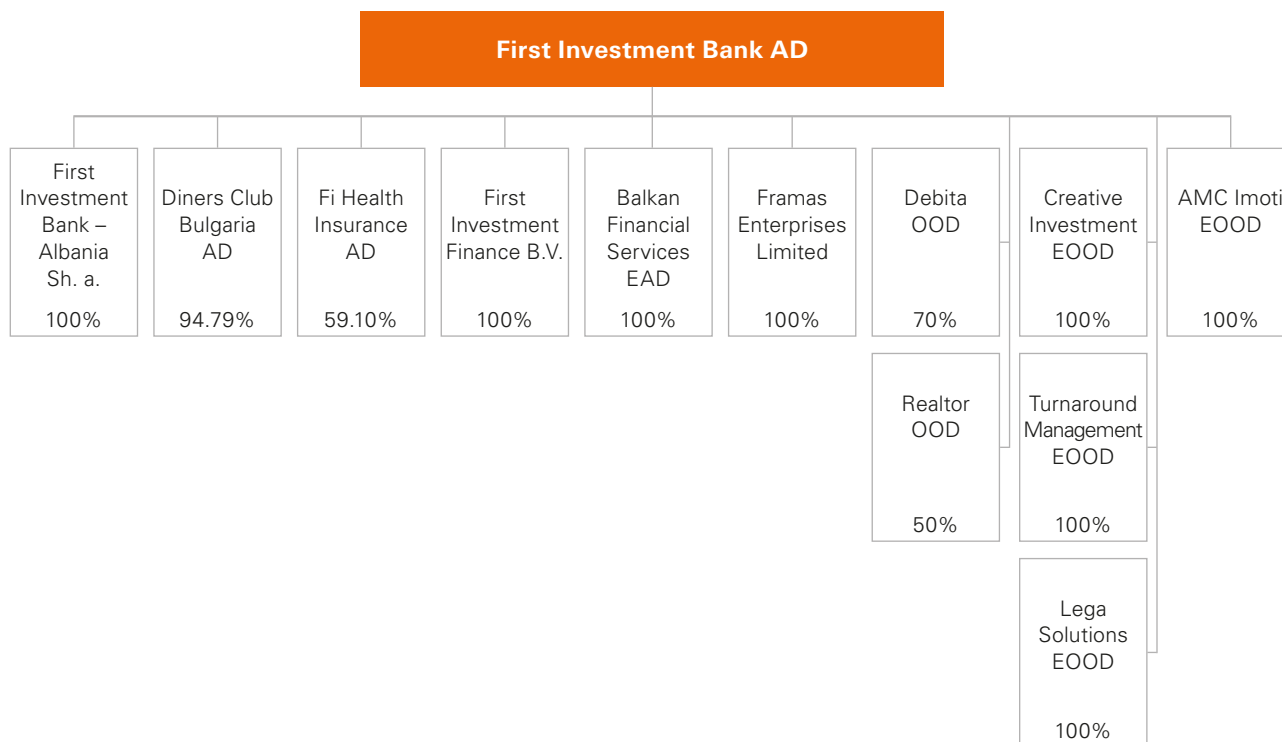 First Investment Bank AD
First
Investment
Bank –
Albania
Sh. a.
100%
Diners Club
Bulgaria
AD
94.79%
Fi Health
Insurance
AD
59.10%
First
Investment
Finance B.V.
100%
Balkan
Financial
Services
EAD
100%
Framas
Enterprises
Limited
100%
Debita
OOD
70%
Creative
Investment
EOOD
100%
AMC Imoti
EOOD
100%
Realtor
OOD
50%
Turnaround
Management
EOOD
100%
Lega
Solutions
EOOD
100%